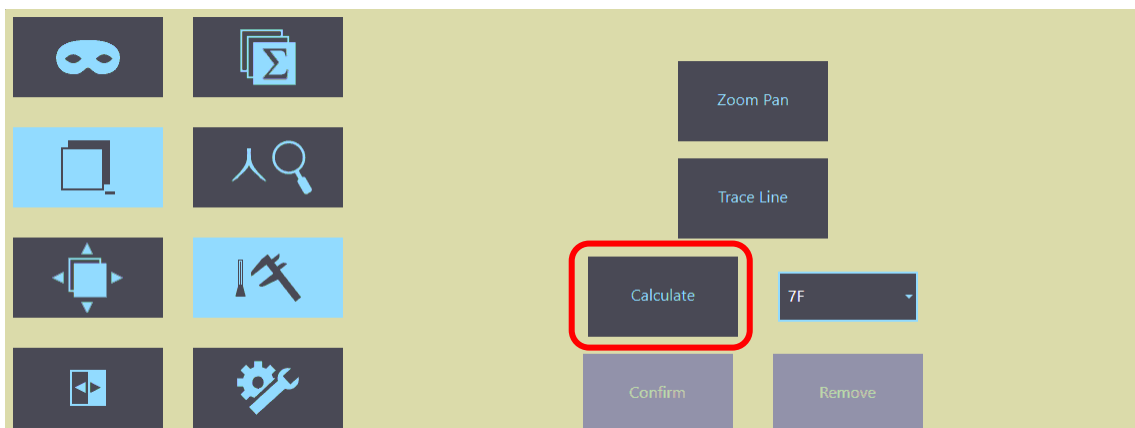 Σ
Zoom Pan
Trace Line
Calculate
7F
Confirm
Remove